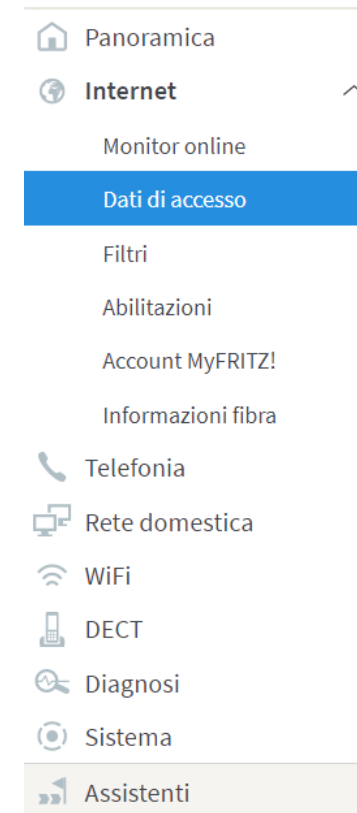 Panoramica
Internet
Monitor online
Dati di accesso
Filtri
Abilitazioni
Account MyFRITZ!
Informazioni fibra
Telefonia
Rete domestica
WiFi
DECT
Diagnosi
Sistema
Assistenti